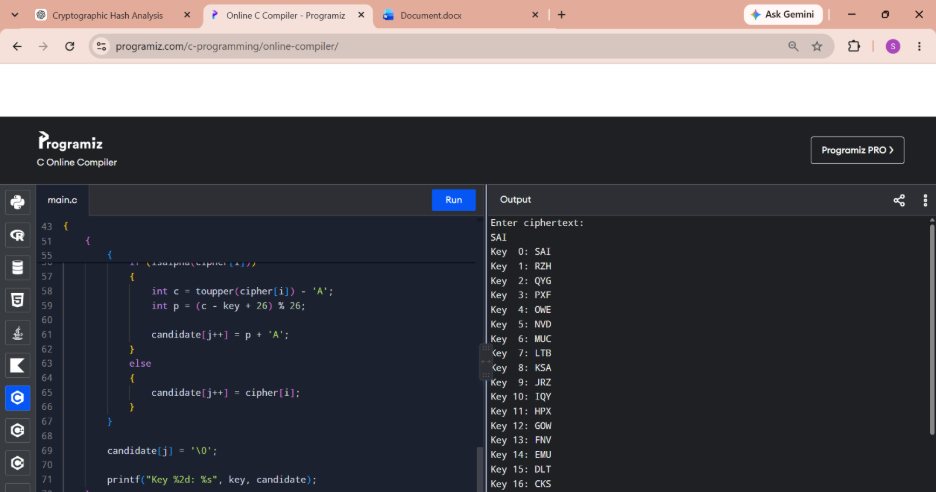 Cryptographic Hash Analysis
Online C Compiler - Programiz
Document.docx
Ask Gemini
programiz.com/c-programming/online-compiler/
S
Programiz
C Online Compiler
Programiz PRO
main.c
Run
43 {
51 {
55 {
57 {
58 int c = toupper(cipher[i]) - 'A';
59 int p = (c - key + 26) % 26;
60
61 candidate[j++] = p + 'A';
62 }
63 else
64 {
65 candidate[j++] = cipher[i];
66 }
67 }
68
69 candidate[j] = '\0';
70
71 printf("Key %2d: %s", key, candidate);
Output
Enter ciphertext:
SAI
Key  0: SAI
Key  1: RZH
Key  2: QYG
Key  3: PXF
Key  4: OWE
Key  5: NVD
Key  6: MUC
Key  7: LTB
Key  8: KSA
Key  9: JRZ
Key 10: IQY
Key 11: HPX
Key 12: GOW
Key 13: FNV
Key 14: EMU
Key 15: DLT
Key 16: CKS